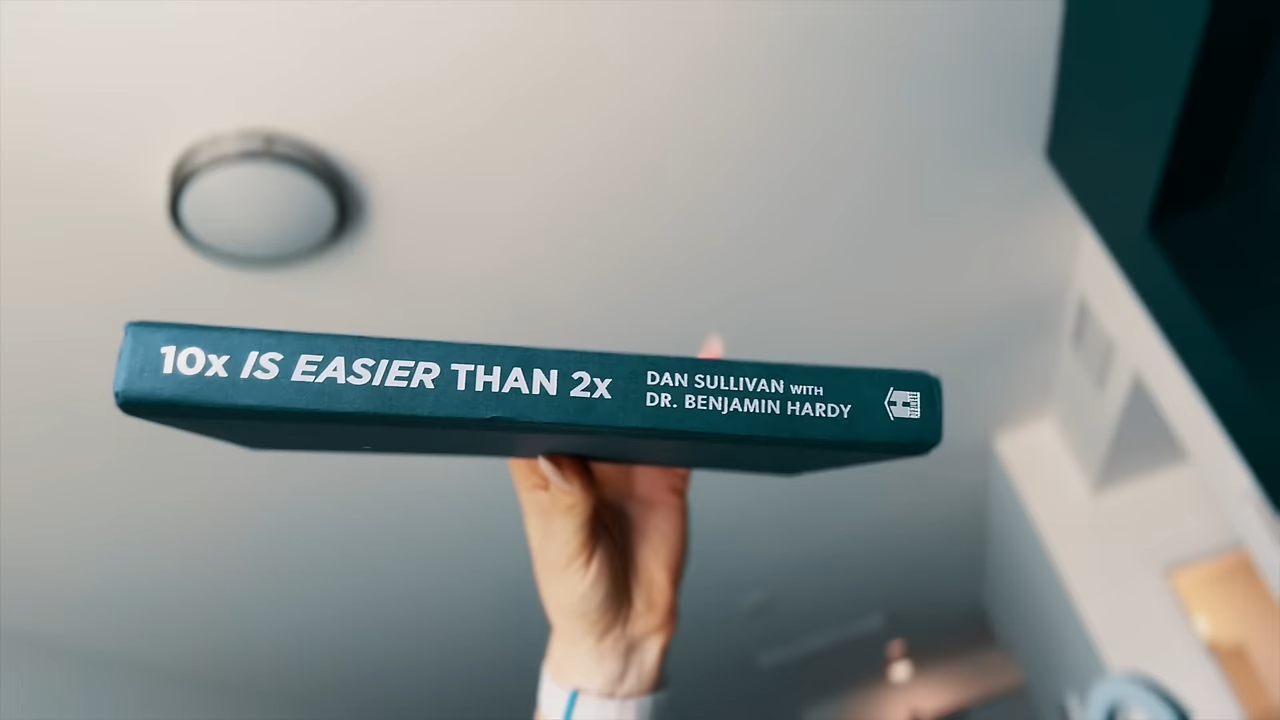 10x IS EASIER THAN 2x
DAN SULLIVAN WITH
DR. BENJAMIN HARDY